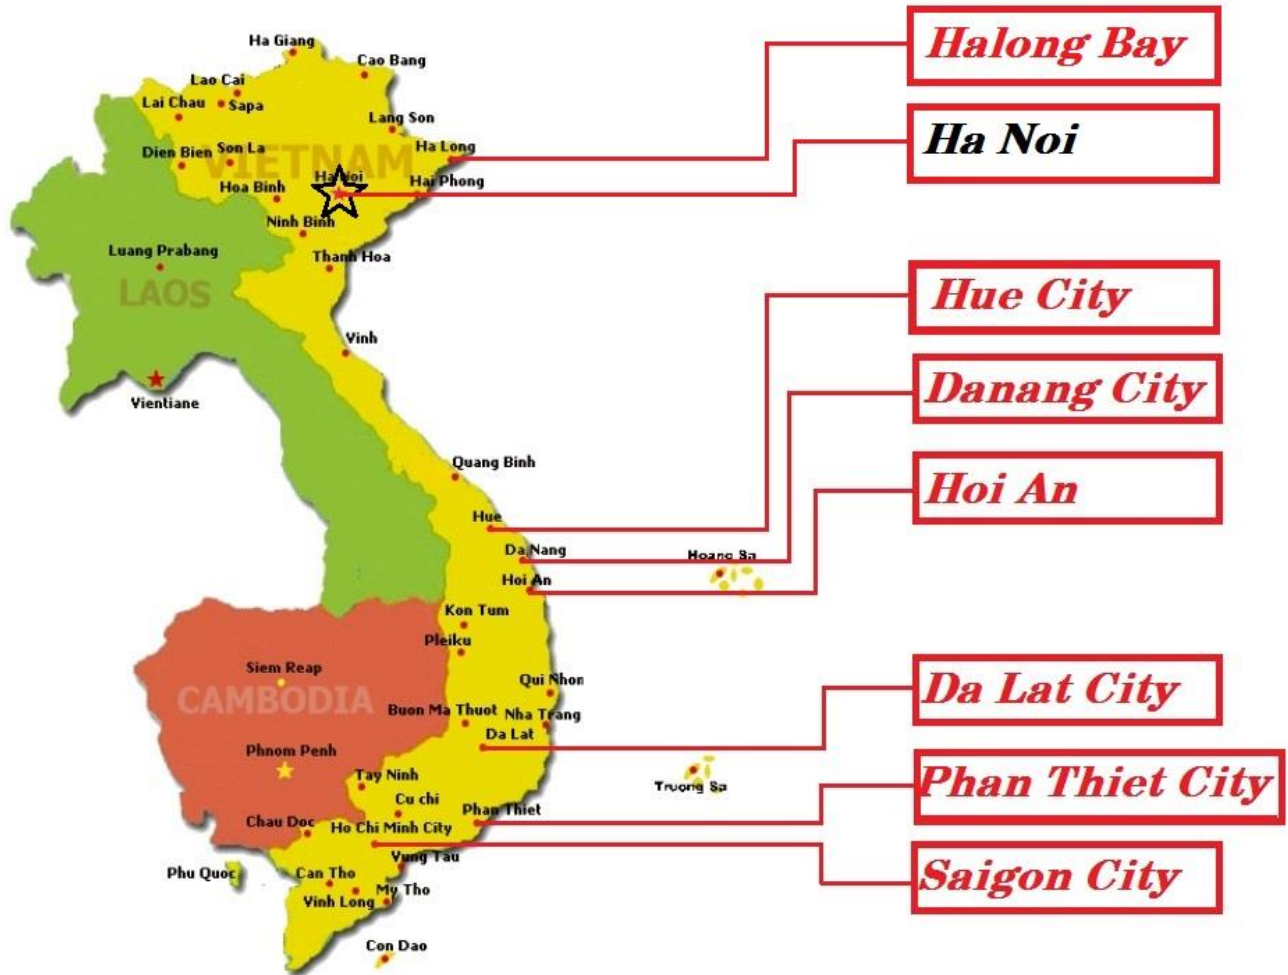 Halong Bay
Ha Noi
Hue City
Danang City
Hoi An
Da Lat City
Phan Thiet City
Saigon City
Ha Giang
Cao Bang
Lao Cai
Sapa
Lai Chau
Lang Son
Dien Bien
Son La
VIETNAM
Ha Long
Ha Noi
Hoa Binh
Hai Phong
Ninh Binh
Thanh Hoa
Luang Prabang
LAOS
Vinh
Vientiane
Quang Binh
Hue
Da Nang
Hoi An
Hoang Sa
Kon Tum
Pleiku
Siem Reap
CAMBODIA
Qui Nhon
Buon Ma Thuot
Nha Trang
Da Lat
Phnom Penh
Tay Ninh
Truong Sa
Cu chi
Phan Thiet
Chau Doc
Ho Chi Minh City
Vung Tau
Phu Quoc
Can Tho
My Tho
Vinh Long
Con Dao